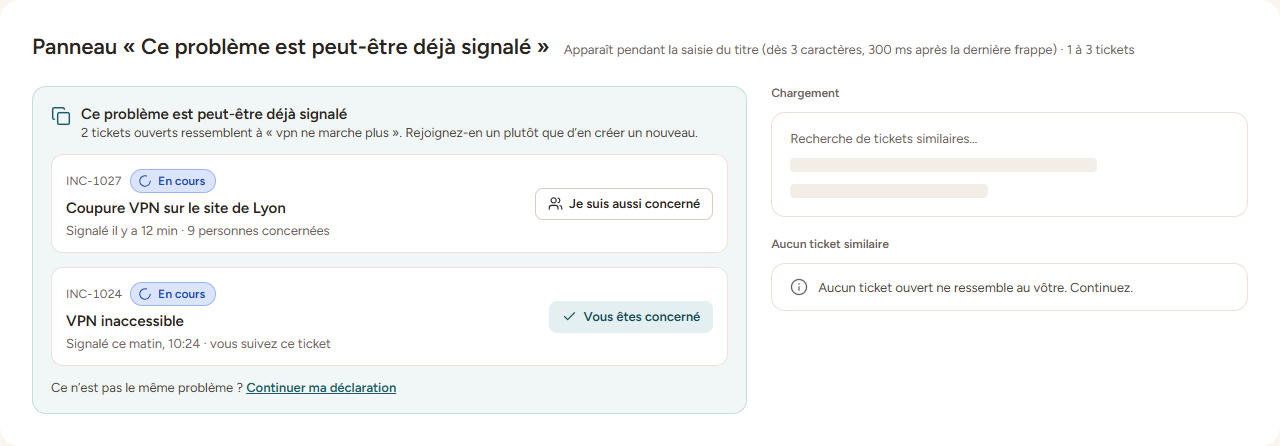 Panneau « Ce problème est peut-être déjà signalé » Apparaît pendant la saisie du titre (dès 3 caractères, 300 ms après la dernière frappe) · 1 à 3 tickets
Ce problème est peut-être déjà signalé
2 tickets ouverts ressemblent à « vpn ne marche plus ». Rejoignez-en un plutôt que d’en créer un nouveau.
INC-1027 En cours
Coupure VPN sur le site de Lyon
Signalé il y a 12 min · 9 personnes concernées
Je suis aussi concerné
INC-1024 En cours
VPN inaccessible
Signalé ce matin, 10:24 · vous suivez ce ticket
Vous êtes concerné
Ce n’est pas le même problème ? Continuer ma déclaration
Chargement
Recherche de tickets similaires…
Aucun ticket similaire
Aucun ticket ouvert ne ressemble au vôtre. Continuez.